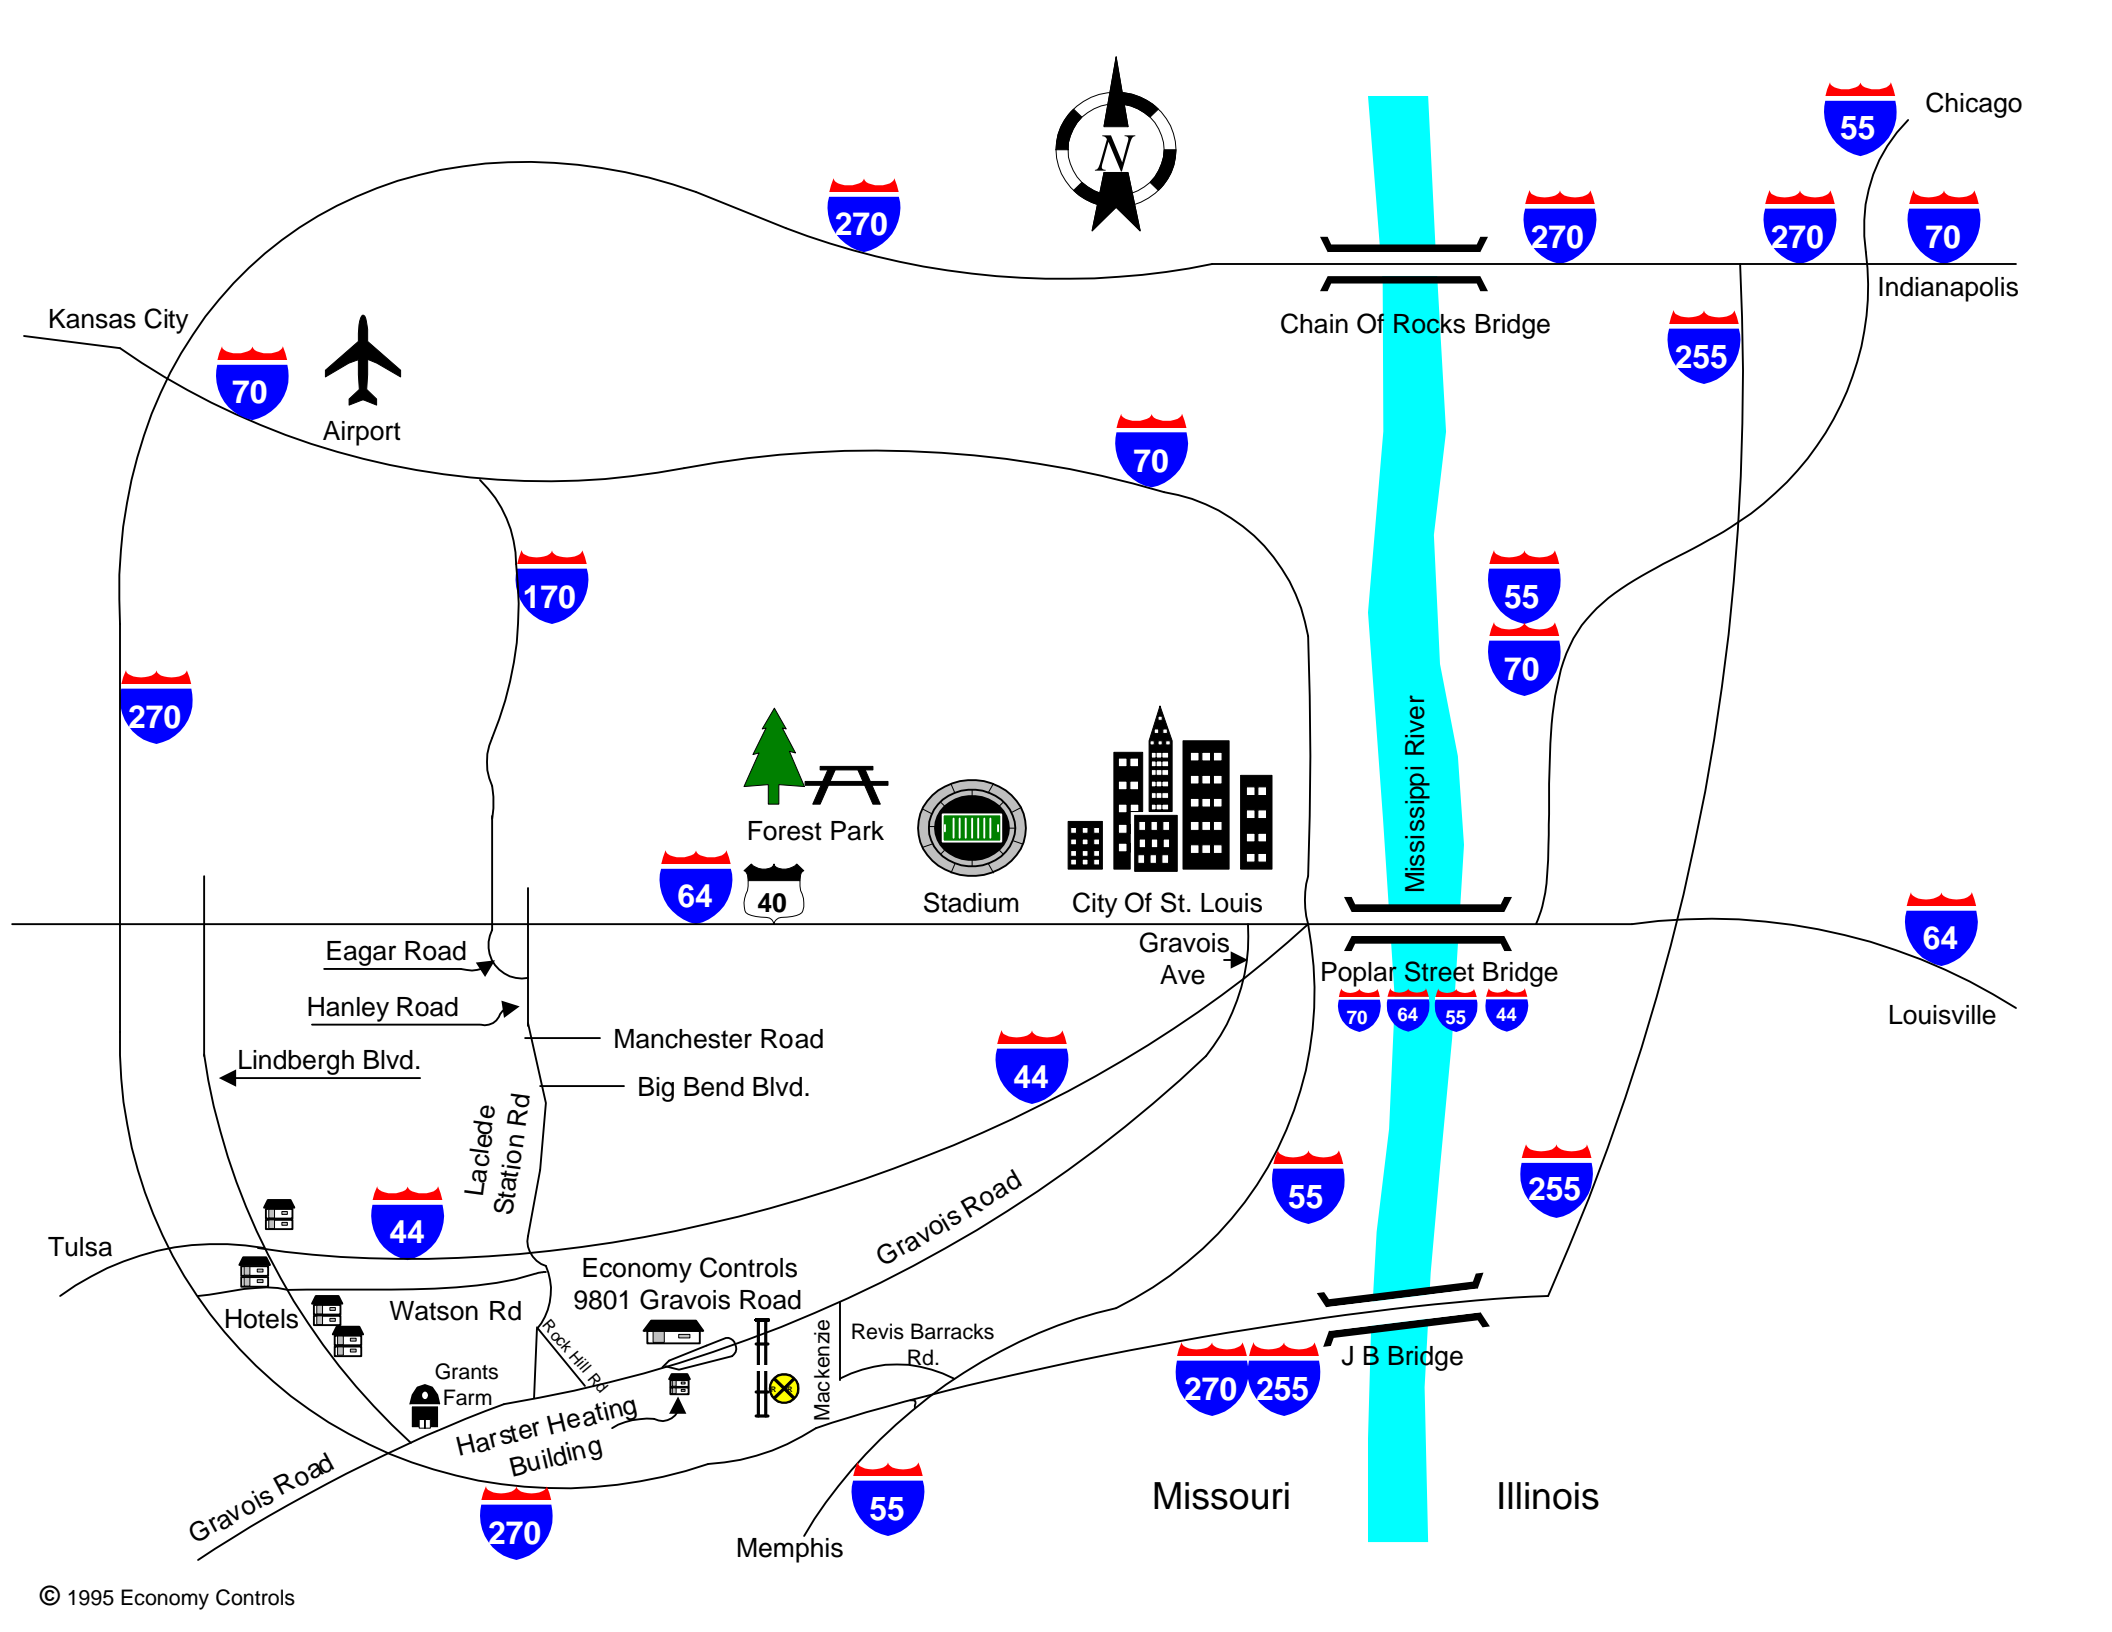 55
Chicago
N
270
270
270
70
Indianapolis
Kansas City
Chain Of Rocks Bridge
255
70
Airport
70
170
55
70
270
Mississippi River
Forest Park
64
40
Stadium
City Of St. Louis
64
Eagar Road
Gravois
Ave
Poplar Street Bridge
70
64
55
44
Louisville
Hanley Road
Manchester Road
Lindbergh Blvd.
Big Bend Blvd.
44
Laclede
Station Rd
55
255
44
Gravois Road
Tulsa
Economy Controls
9801 Gravois Road
Hotels
Watson Rd
Rock Hill Rd
Mackenzie
Revis Barracks
Rd.
J B Bridge
270
255
Grants
Farm
R R
Harster Heating
Building
Gravois Road
270
55
Memphis
Missouri
Illinois
© 1995 Economy Controls